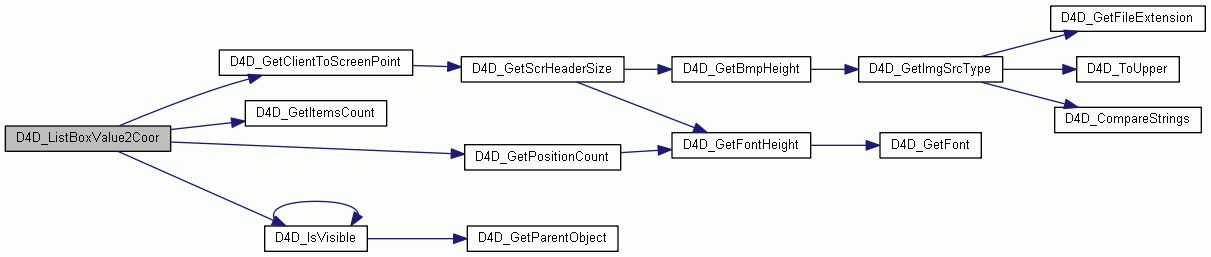 D4D_GetFileExtension
D4D_GetClientToScreenPoint
D4D_GetScrHeaderSize
D4D_GetBmpHeight
D4D_GetImgSrcType
D4D_ToUpper
D4D_GetItemsCount
D4D_CompareStrings
D4D_ListBoxValue2Coor
D4D_GetFontHeight
D4D_GetFont
D4D_GetPositionCount
D4D_IsVisible
D4D_GetParentObject